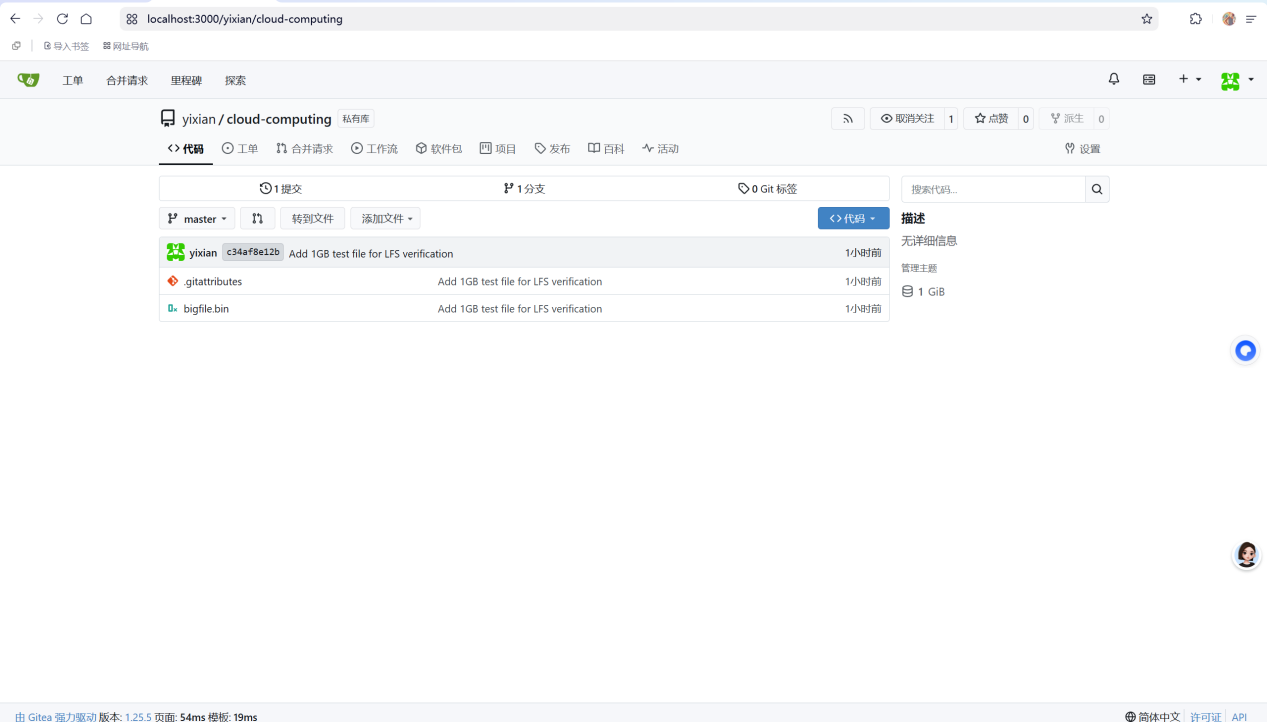 localhost:3000/yixian/cloud-computing
导入书签 网址导航
工单 合并请求 里程碑 探索
yixian / cloud-computing 私有库 取消关注 1 点赞 0 派生 0
代码 工单 合并请求 工作流 软件包 项目 发布 百科 活动 设置
1 提交 1 分支 0 Git 标签 搜索代码...
master 转到文件 添加文件 代码 描述
无详细信息
yixian c34af8e12b Add 1GB test file for LFS verification 1小时前
管理主题
.gitattributes Add 1GB test file for LFS verification 1小时前
1 GiB
bigfile.bin Add 1GB test file for LFS verification 1小时前
由 Gitea 强力驱动 版本: 1.25.5 页面: 54ms 模板: 19ms 简体中文 许可证 API